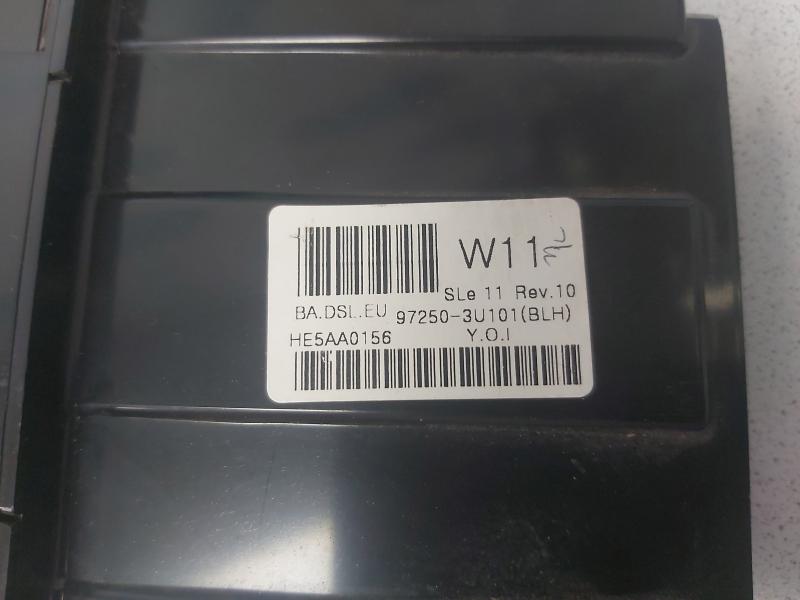 W11
SLe 11 Rev.10
BA.DSL.EU 97250-3U101(BLH)
HE5AA0156 Y.O.I